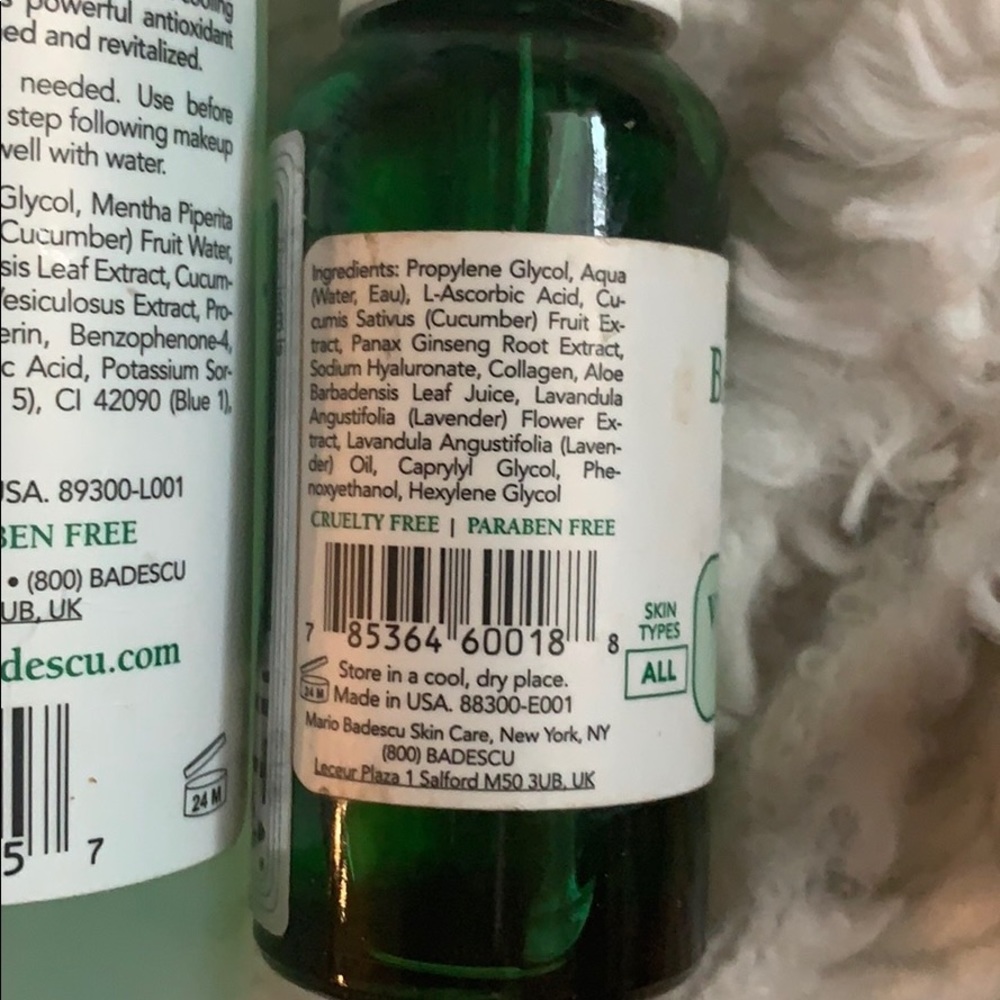 powerful antioxidant
ed and revitalized.
needed. Use before
step following makeup
well with water.
Glycol, Mentha Piperita
Cucumber) Fruit Water,
sis Leaf Extract, Cucum-
esiculosus Extract, Pro-
erin, Benzophenone-4,
c Acid, Potassium Sor-
5), CI 42090 (Blue 1),
USA. 89300-L001
BEN FREE
• (800) BADESCU
UB, UK
descu.com
24 M
5 7
Ingredients: Propylene Glycol, Aqua
(Water, Eau), L-Ascorbic Acid, Cu-
cumis Sativus (Cucumber) Fruit Ex-
tract, Panax Ginseng Root Extract,
Sodium Hyaluronate, Collagen, Aloe
Barbadensis Leaf Juice, Lavandula
Angustifolia (Lavender) Flower Ex-
tract, Lavandula Angustifolia (Laven-
der) Oil, Caprylyl Glycol, Phe-
noxyethanol, Hexylene Glycol
CRUELTY FREE | PARABEN FREE
7 85364 60018 8
Store in a cool, dry place.
24 M Made in USA. 88300-E001
Mario Badescu Skin Care, New York, NY
(800) BADESCU
Leceur Plaza 1 Salford M50 3UB, UK
SKIN
TYPES
ALL
B